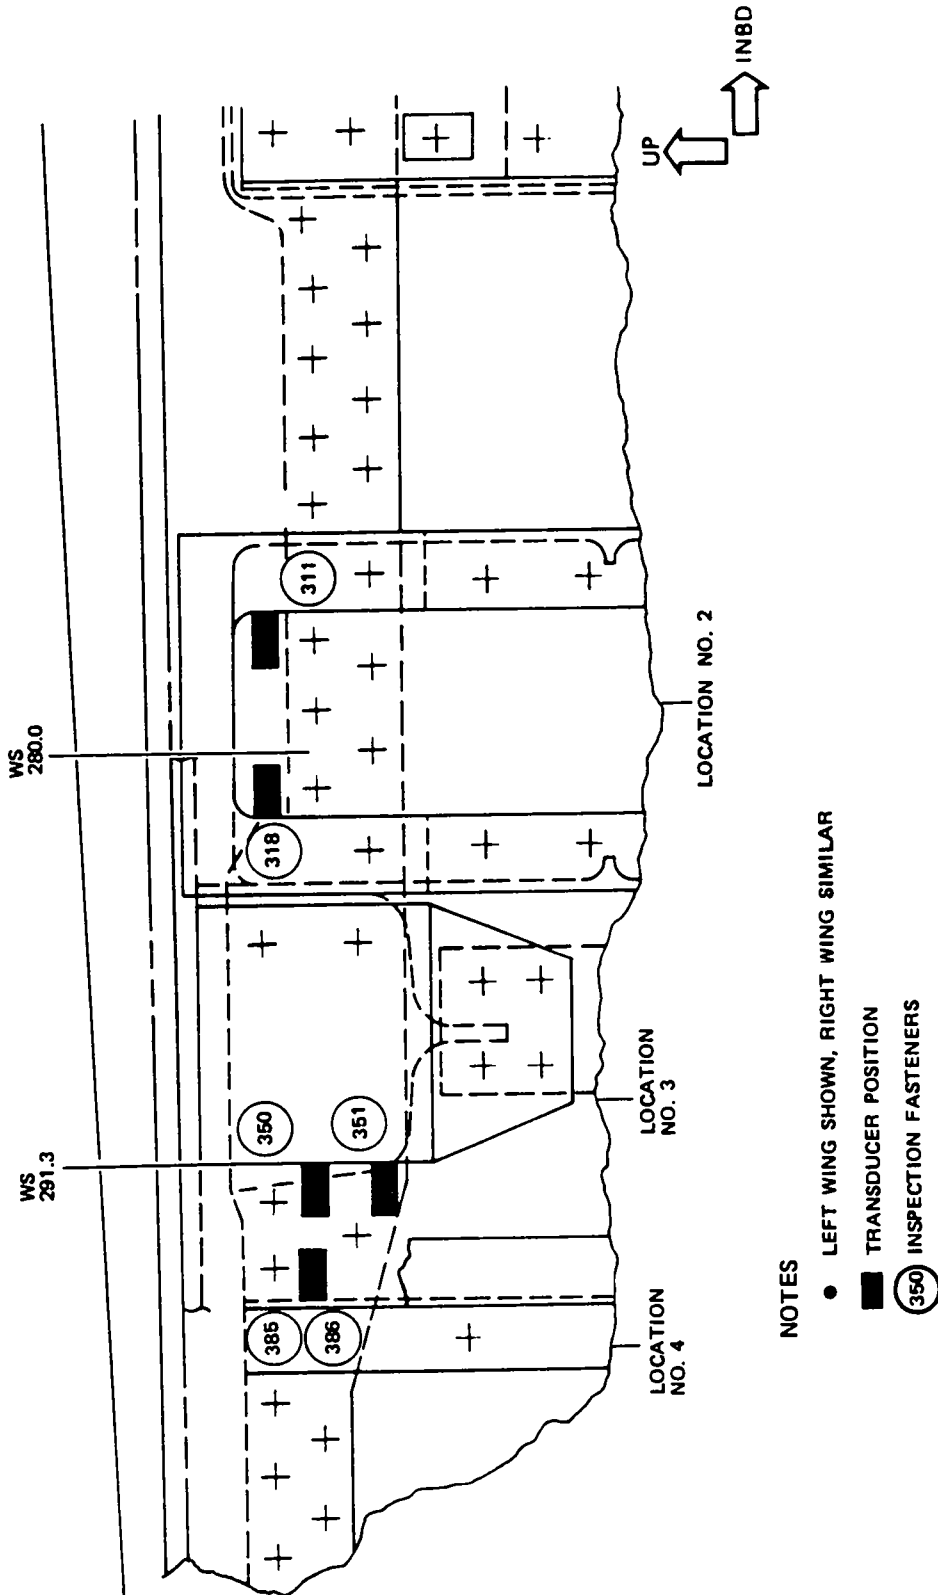 WS
291.3
WS
280.0
385
386
350
351
318
311
UP
INBD
LOCATION
NO. 4
LOCATION
NO. 3
LOCATION NO. 2
NOTES
● LEFT WING SHOWN, RIGHT WING SIMILAR
TRANSDUCER POSITION
350 INSPECTION FASTENERS